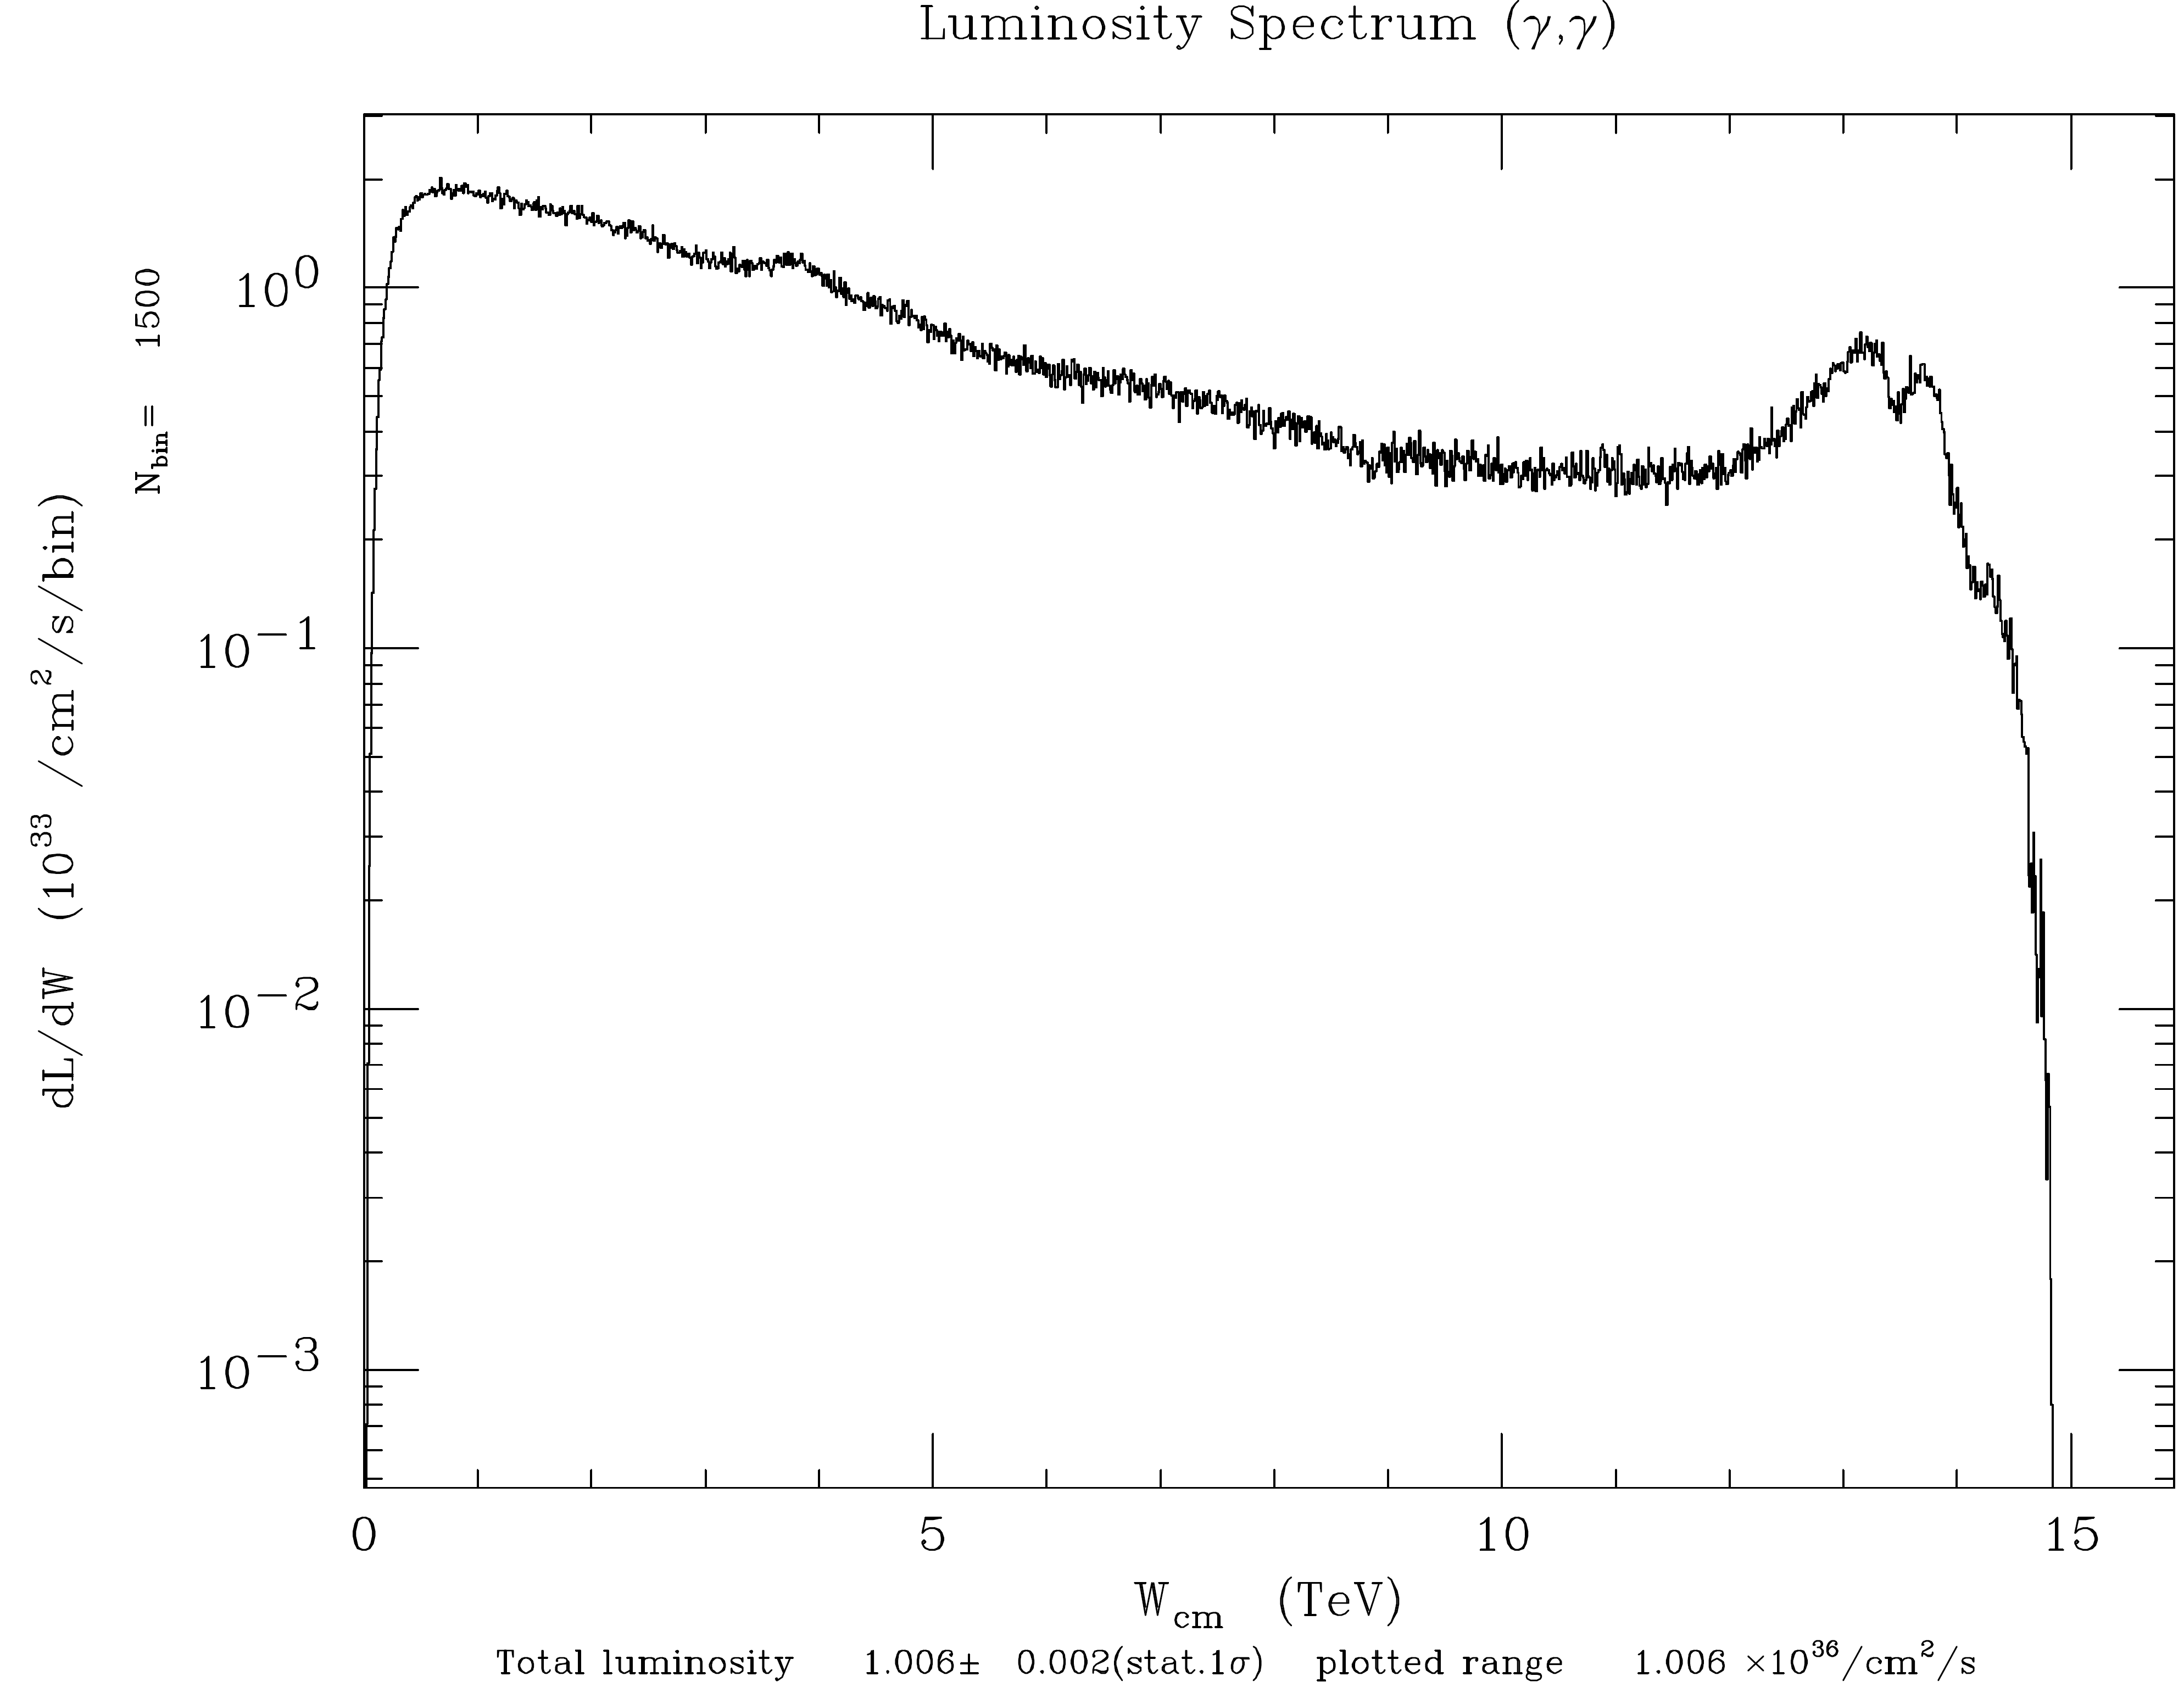 Luminosity Spectrum (γ,γ)
dL/dW (10³³ /cm²/s/bin)
N_bin= 1500
10⁰
10⁻¹
10⁻²
10⁻³
0 5 10 15
W_cm (TeV)
Total luminosity 1.006± 0.002(stat.1σ) plotted range 1.006 ×10³⁶/cm²/s